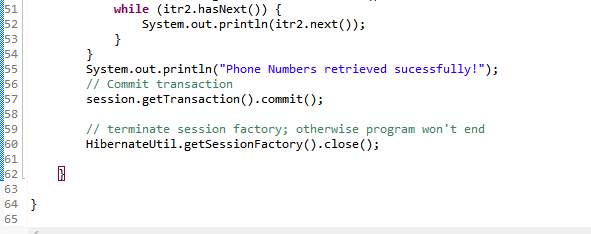 51 while (itr2.hasNext()) {
52 System.out.println(itr2.next());
53 }
54 }
55 System.out.println("Phone Numbers retrieved sucessfully!");
56 // Commit transaction
57 session.getTransaction().commit();
58
59 // terminate session factory; otherwise program won't end
60 HibernateUtil.getSessionFactory().close();
61
62 }
63
64 }
65